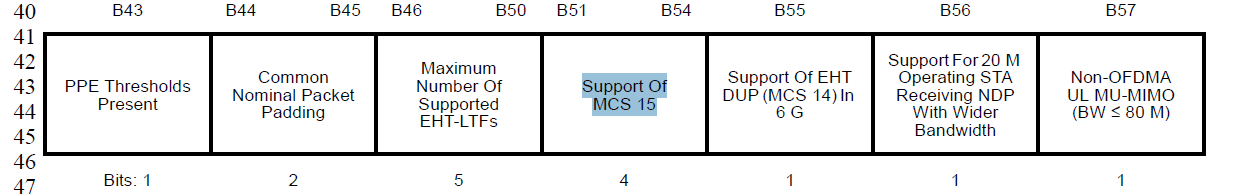 40 B43 B44 B45 B46 B50 B51 B54 B55 B56 B57
41
42
43
44
45
46
47
PPE Thresholds
Present
Common
Nominal Packet
Padding
Maximum
Number Of
Supported
EHT-LTFs
Support Of
MCS 15
Support Of EHT
DUP (MCS 14) In
6 G
Support For 20 M
Operating STA
Receiving NDP
With Wider
Bandwidth
Non-OFDMA
UL MU-MIMO
(BW ≤ 80 M)
Bits: 1 2 5 4 1 1 1